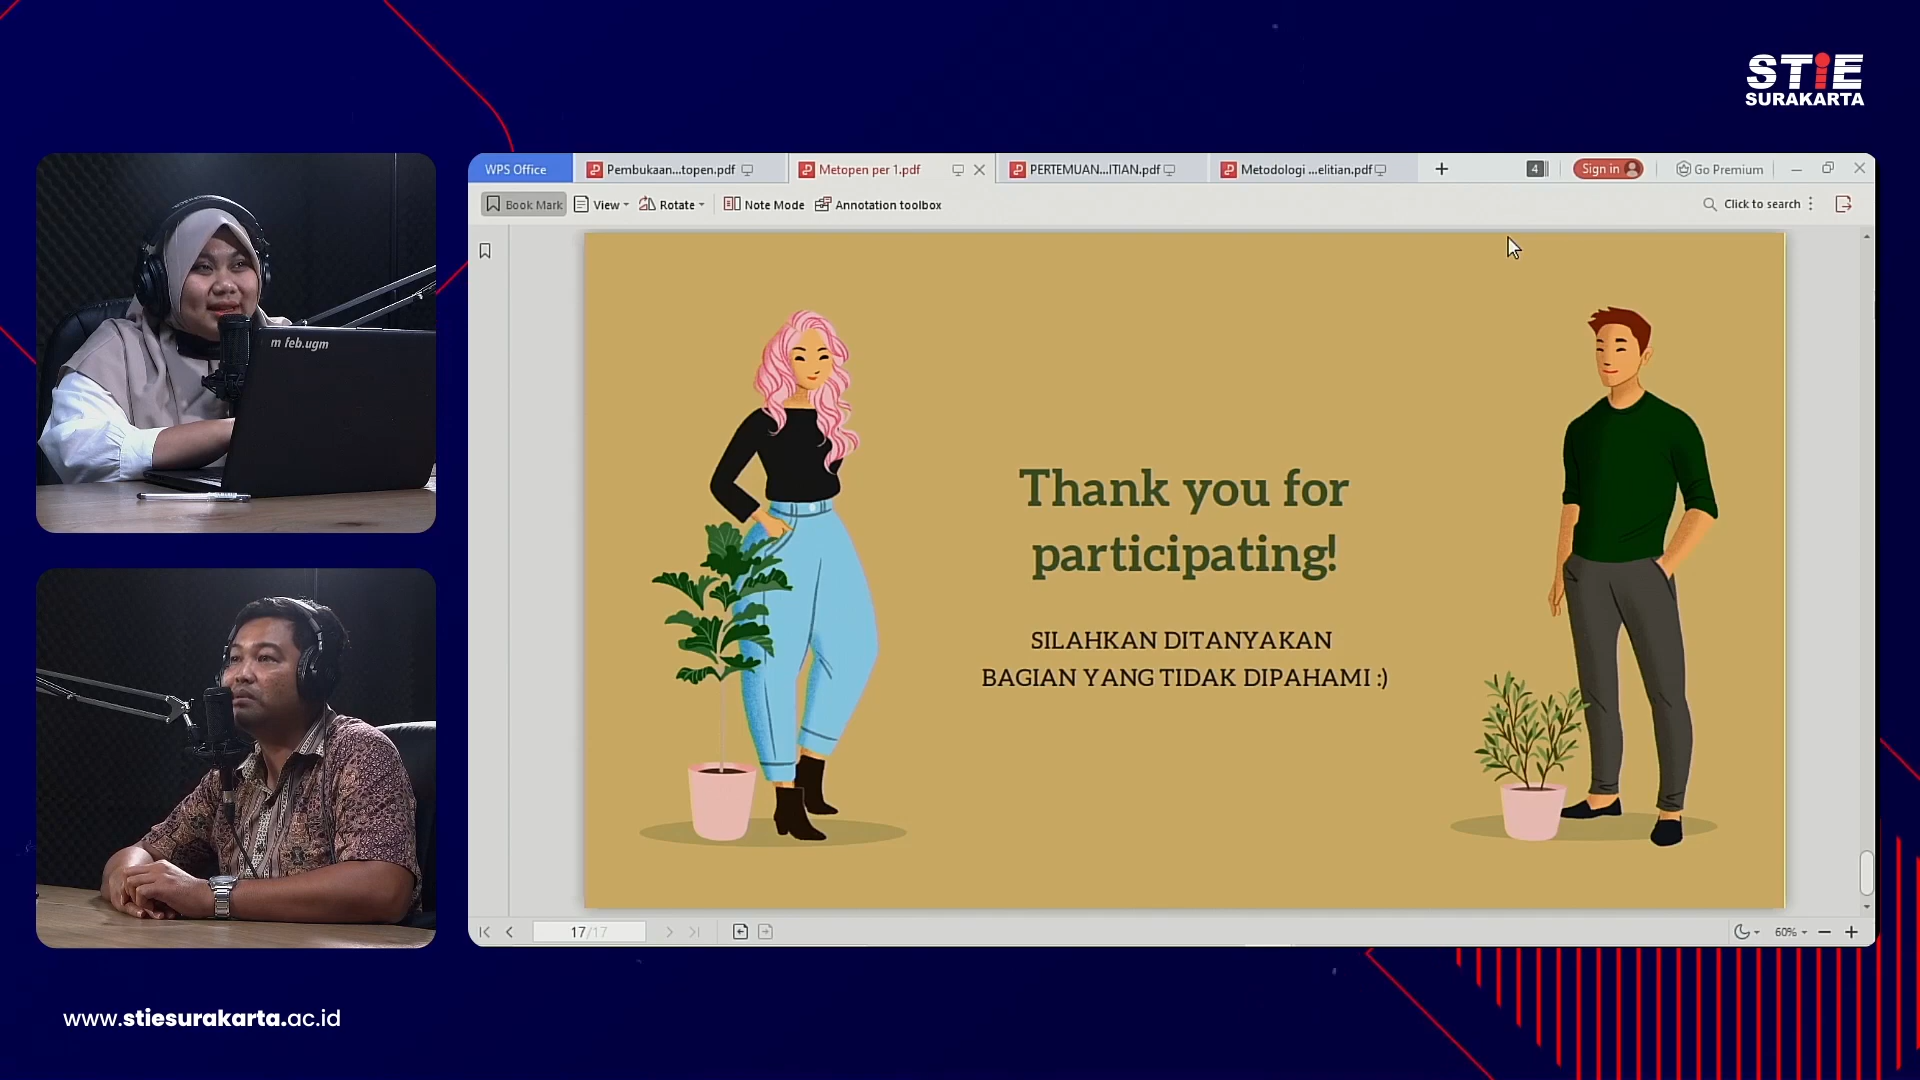 STiE
SURAKARTA
m feb.ugm
WPS Office
Pembukaan...topen.pdf
Metopen per 1.pdf
PERTEMUAN...ITIAN.pdf
Metodologi ...elitian.pdf
4
Sign in
Go Premium
Book Mark
View
Rotate
Note Mode
Annotation toolbox
Click to search
Thank you for
participating!
SILAHKAN DITANYAKAN
BAGIAN YANG TIDAK DIPAHAMI :)
17/17
60%
www.stiesurakarta.ac.id